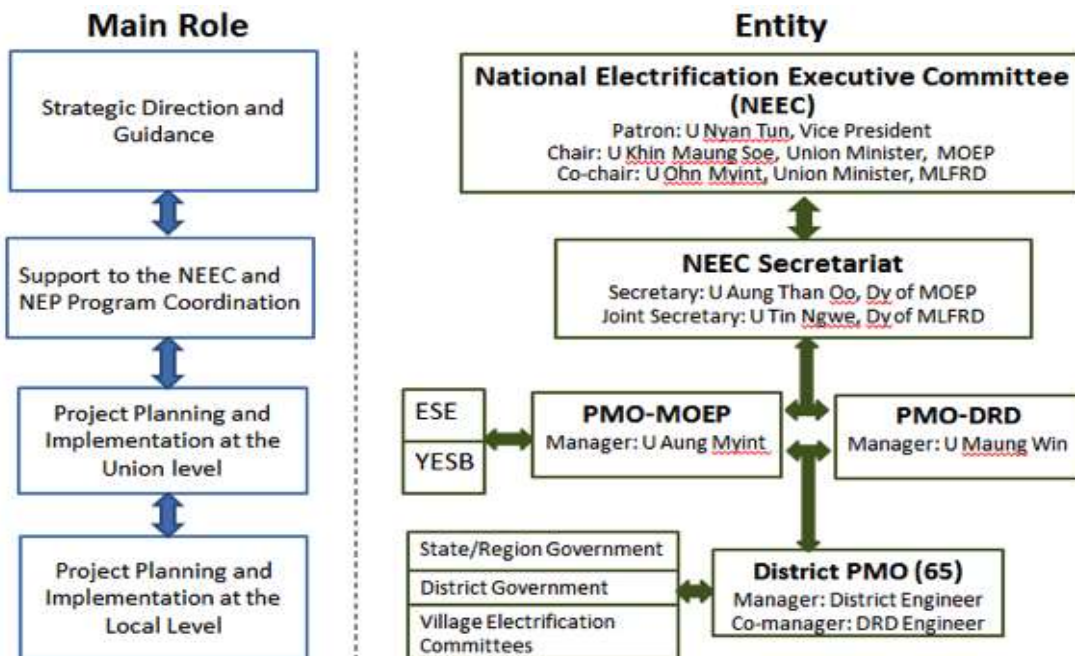 Main Role
Strategic Direction and
Guidance
Support to the NEEC and
NEP Program Coordination
Project Planning and
Implementation at the
Union level
Project Planning and
Implementation at the
Local Level
Entity
National Electrification Executive Committee
(NEEC)
Patron: U Nyan Tun, Vice President
Chair: U Khin Maung Soe, Union Minister, MOEP
Co-chair: U Ohn Myint, Union Minister, MLFRD
NEEC Secretariat
Secretary: U Aung Than Oo, Dy of MOEP
Joint Secretary: U Tin Ngwe, Dy of MLFRD
ESE
YESB
PMO-MOEP
Manager: U Aung Myint
PMO-DRD
Manager: U Maung Win
State/Region Government
District Government
Village Electrification
Committees
District PMO (65)
Manager: District Engineer
Co-manager: DRD Engineer